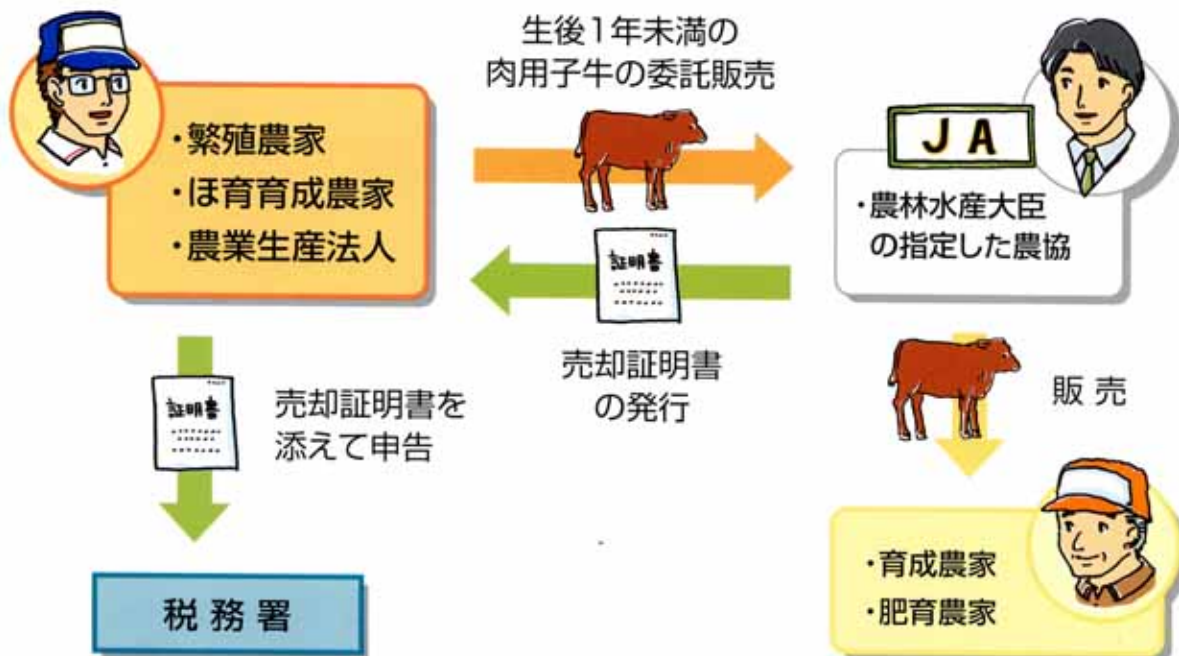 生後1年未満の
肉用子牛の委託販売
・繁殖農家
・ほ育育成農家
・農業生産法人
JA
・農林水産大臣
の指定した農協
証明書
売却証明書
の発行
証明書
売却証明書を
添えて申告
販売
税務署
・育成農家
・肥育農家